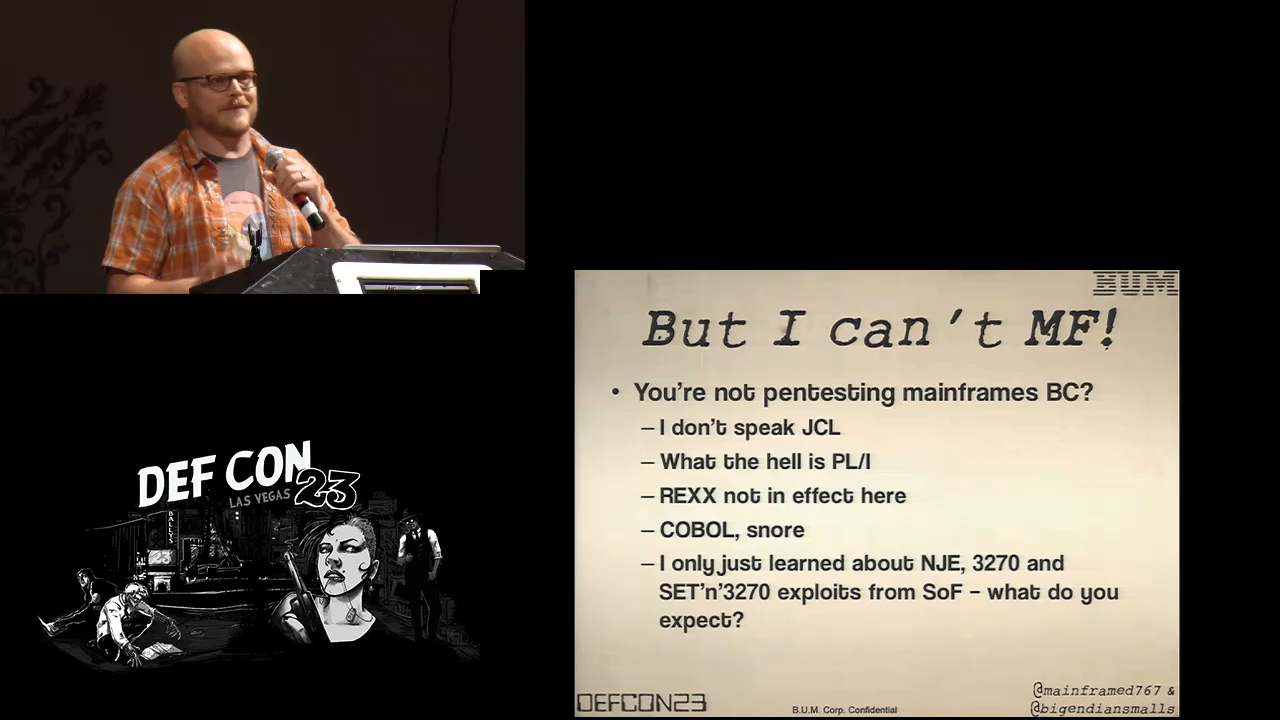 BUM
But I can't MF!
• You're not pentesting mainframes BC?
– I don't speak JCL
– What the hell is PL/I
– REXX not in effect here
– COBOL, snore
– I only just learned about NJE, 3270 and
SET'n'3270 exploits from SoF – what do you
expect?
DEF CON
LAS VEGAS 23
BALLYS
DEFCON23
B.U.M. Corp. Confidential
@mainframed767 &
@bigendiansmalls